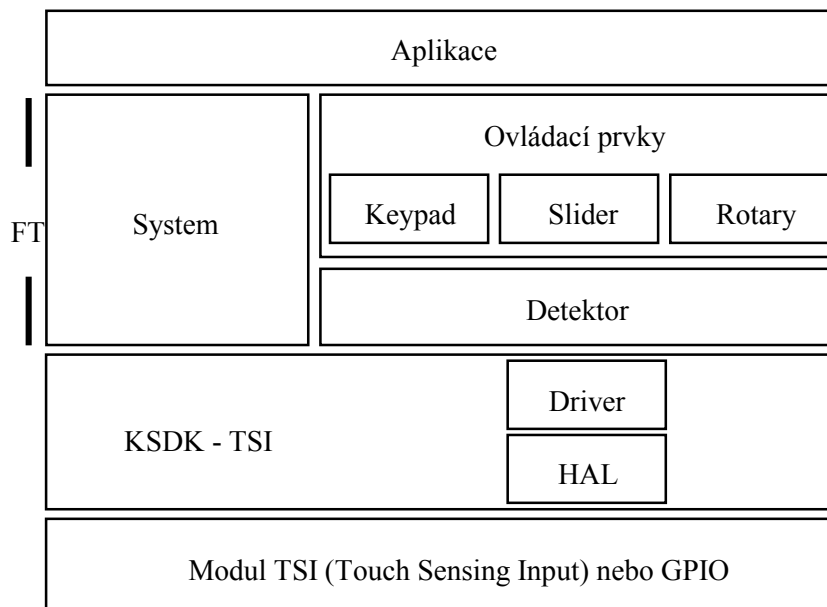 Aplikace
Ovládací prvky
Keypad
Slider
Rotary
FT
System
Detektor
Driver
KSDK - TSI
HAL
Modul TSI (Touch Sensing Input) nebo GPIO